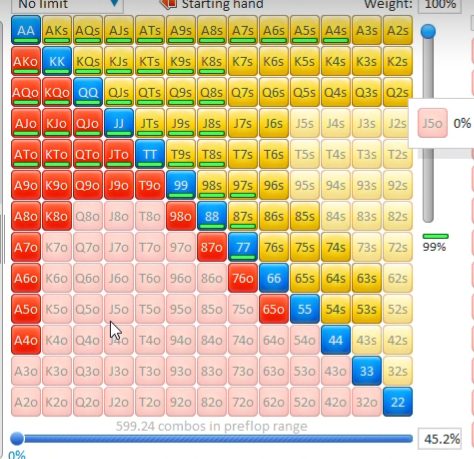 No limit Starting hand Weight: 100%
AA AKs AQs AJs ATs A9s A8s A7s A6s A5s A4s A3s A2s
AKo KK KQs KJs KTs K9s K8s K7s K6s K5s K4s K3s K2s
AQo KQo QQ QJs QTs Q9s Q8s Q7s Q6s Q5s Q4s Q3s Q2s
AJo KJo QJo JJ JTs J9s J8s J7s J6s J5s J4s J3s J2s J5o 0%
ATo KTo QTo JTo TT T9s T8s T7s T6s T5s T4s T3s T2s
A9o K9o Q9o J9o T9o 99 98s 97s 96s 95s 94s 93s 92s
A8o K8o Q8o J8o T8o 98o 88 87s 86s 85s 84s 83s 82s
A7o K7o Q7o J7o T7o 97o 87o 77 76s 75s 74s 73s 72s 99%
A6o K6o Q6o J6o T6o 96o 86o 76o 66 65s 64s 63s 62s
A5o K5o Q5o J5o T5o 95o 85o 75o 65o 55 54s 53s 52s
A4o K4o Q4o J4o T4o 94o 84o 74o 64o 54o 44 43s 42s
A3o K3o Q3o J3o T3o 93o 83o 73o 63o 53o 43o 33 32s
A2o K2o Q2o J2o T2o 92o 82o 72o 62o 52o 42o 32o 22
599.24 combos in preflop range
45.2%
0%